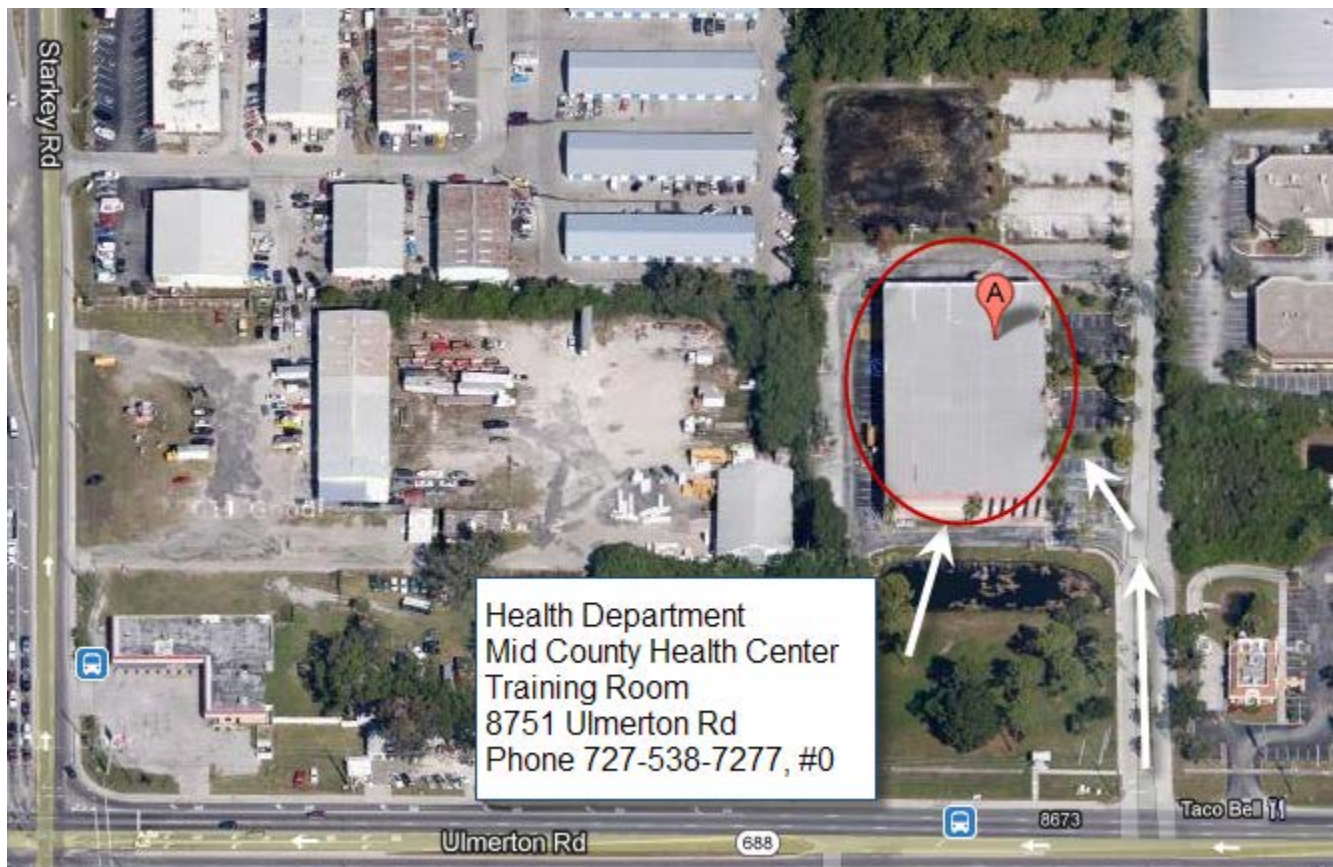 Starkey Rd
A
Health Department
Mid County Health Center
Training Room
8751 Ulmerton Rd
Phone 727-538-7277, #0
8673
Taco Bell
Ulmerton Rd
688